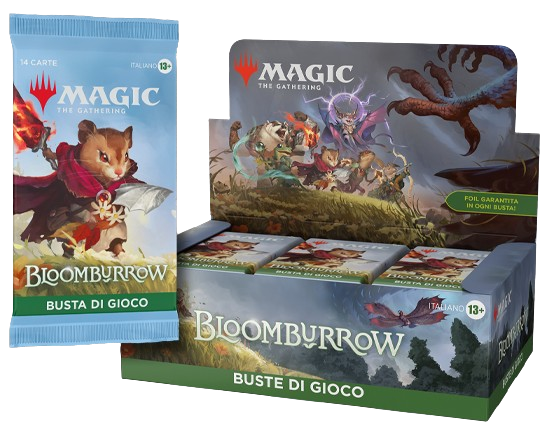 14 CARTE
ITALIANO 13+
MAGIC
THE GATHERING
BLOOMBURROW
BUSTA DI GIOCO
MAGIC
THE GATHERING
FOIL GARANTITA
IN OGNI BUSTA!
ITALIANO 13+
BLOOMBURROW
BUSTE DI GIOCO